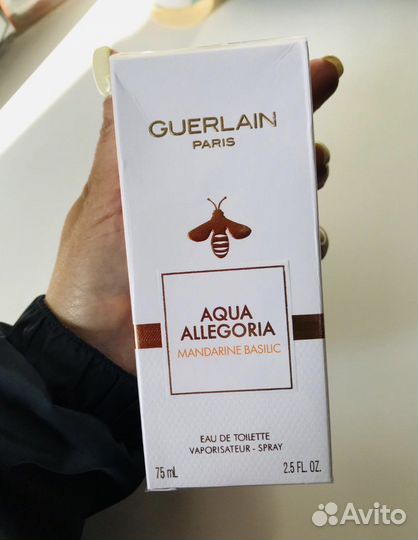 GUERLAIN
PARIS
AQUA
ALLEGORIA
MANDARINE BASILIC
EAU DE TOILETTE
VAPORISATEUR - SPRAY
75 mL 2.5 FL. OZ.
Avito